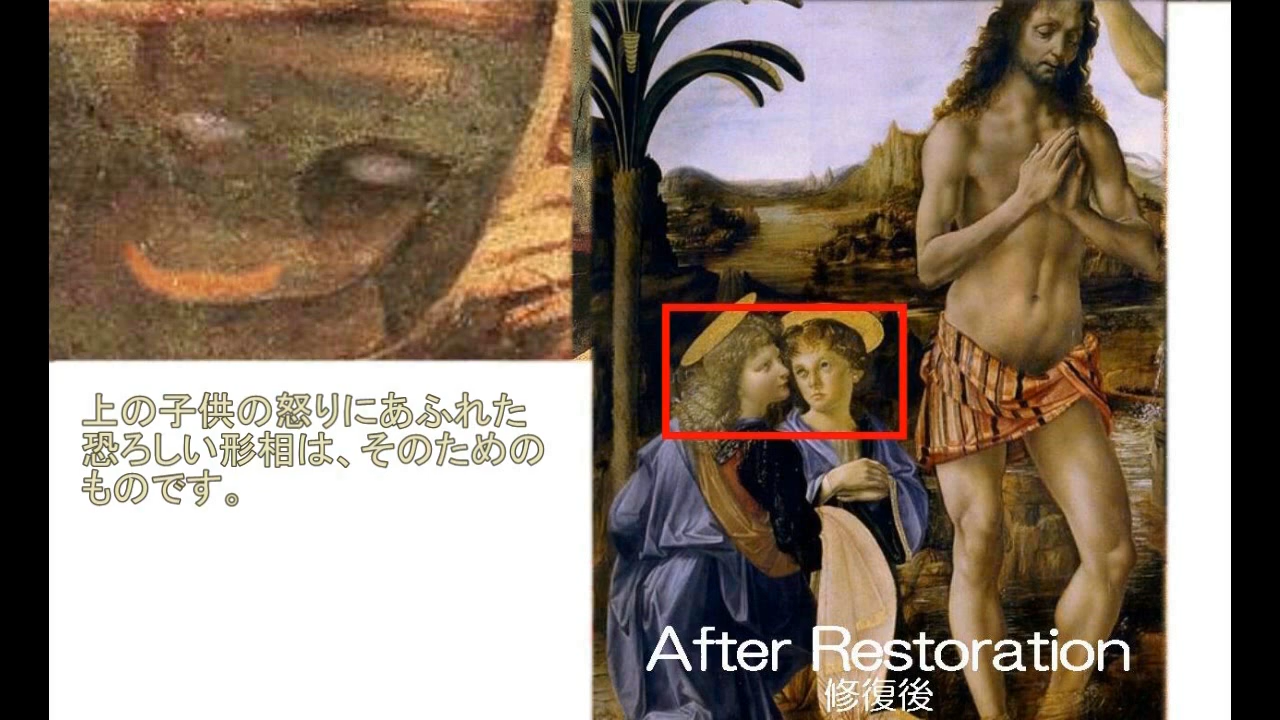 上の子供の怒りにあふれた
恐ろしい形相は、そのための
ものです。
After Restoration
修復後